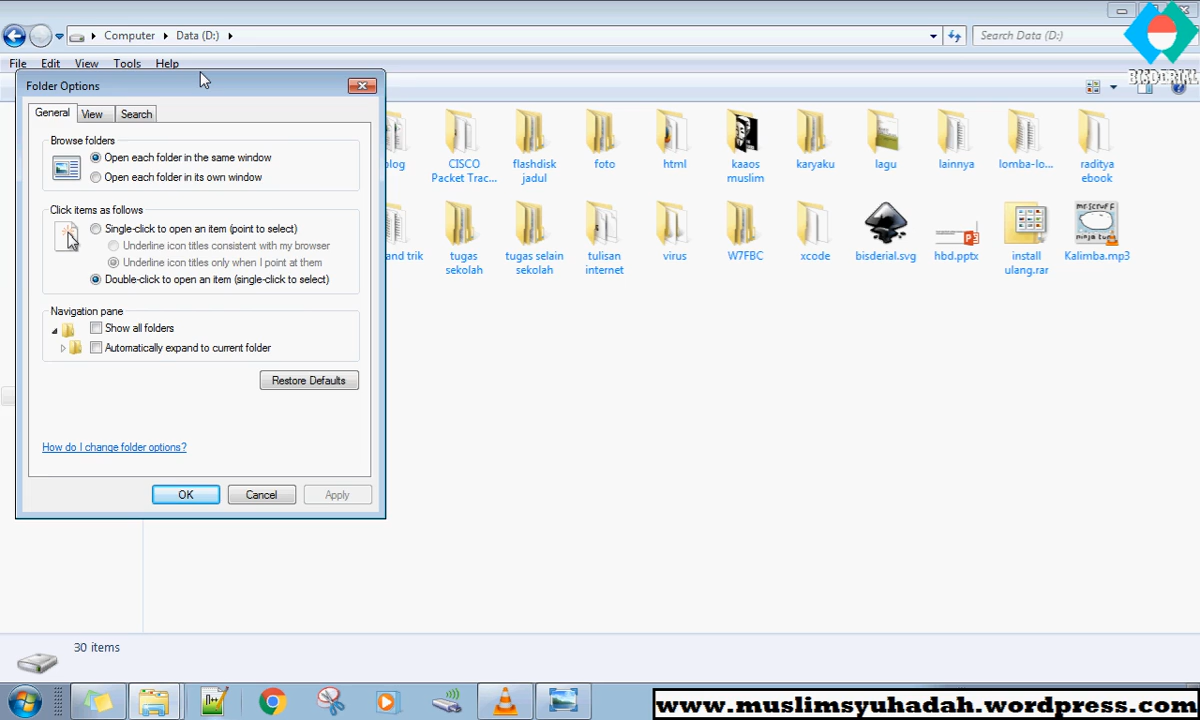 Computer
Data (D:)
Search Data (D:)
File
Edit
View
Tools
Help
BISDERIAL
Folder Options
General
View
Search
Browse folders
Open each folder in the same window
Open each folder in its own window
Click items as follows
Single-click to open an item (point to select)
Underline icon titles consistent with my browser
Underline icon titles only when I point at them
Double-click to open an item (single-click to select)
Navigation pane
Show all folders
Automatically expand to current folder
Restore Defaults
How do I change folder options?
OK
Cancel
Apply
CISCO
Packet Trac...
flashdisk
jadul
foto
html
kaaos
muslim
karyaku
lagu
lainnya
lomba-lo...
raditya
ebook
and trik
tugas
sekolah
tugas selain
sekolah
tulisan
internet
virus
W7FBC
xcode
bisderial.svg
hbd.pptx
install
ulang.rar
Kalimba.mp3
30 items
www.muslimsyuhadah.wordpress.com